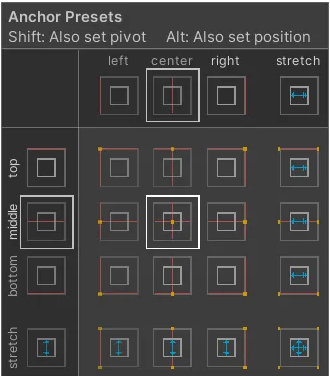 Anchor Presets
Shift: Also set pivot Alt: Also set position
left center right stretch
top
middle
bottom
stretch